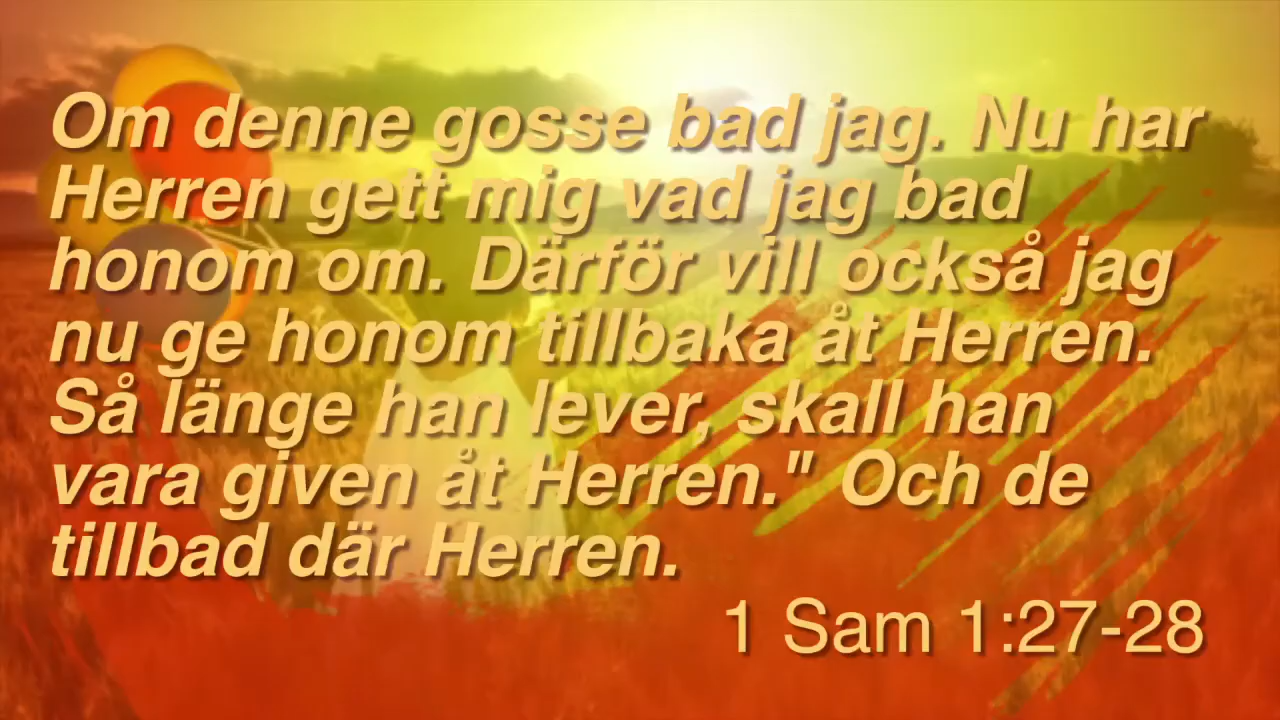 Om denne gosse bad jag. Nu har
Herren gett mig vad jag bad
honom om. Därför vill också jag
nu ge honom tillbaka åt Herren.
Så länge han lever, skall han
vara given åt Herren." Och de
tillbad där Herren.
1 Sam 1:27-28